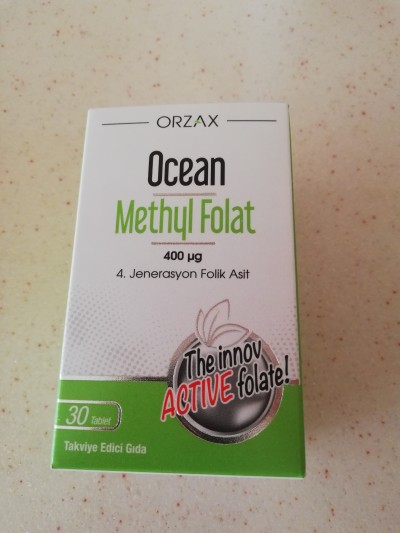 ORZAX
Ocean
Methyl Folat
400 µg
4. Jenerasyon Folik Asit
The innov
ACTIVE folate!
30 Tablet
Takviye Edici Gıda